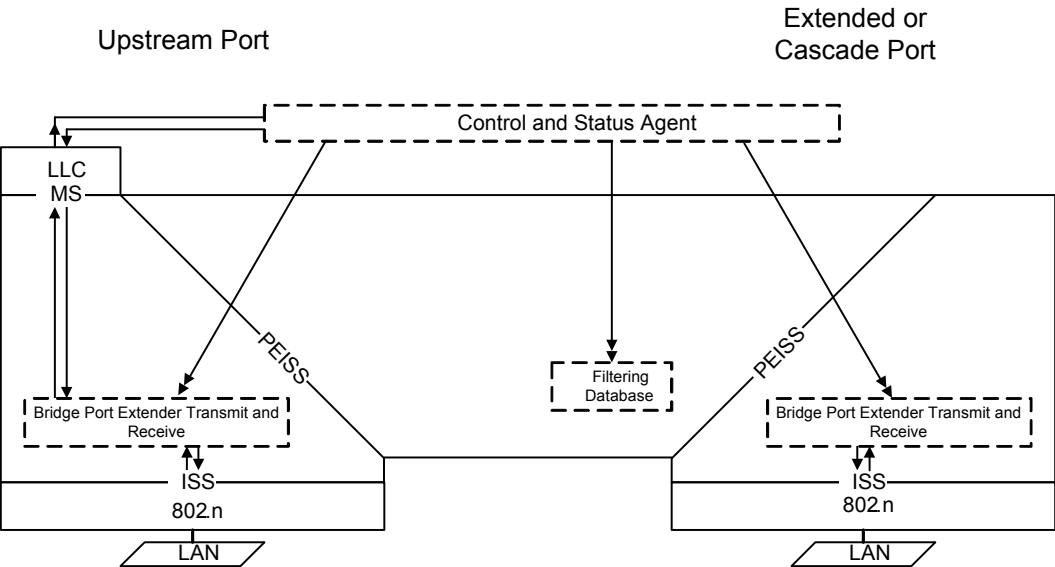 Upstream Port
Extended or
Cascade Port
Control and Status Agent
LLC
MS
PEISS
PEISS
Filtering
Database
Bridge Port Extender Transmit and
Receive
Bridge Port Extender Transmit and
Receive
ISS
802.n
ISS
802.n
LAN
LAN